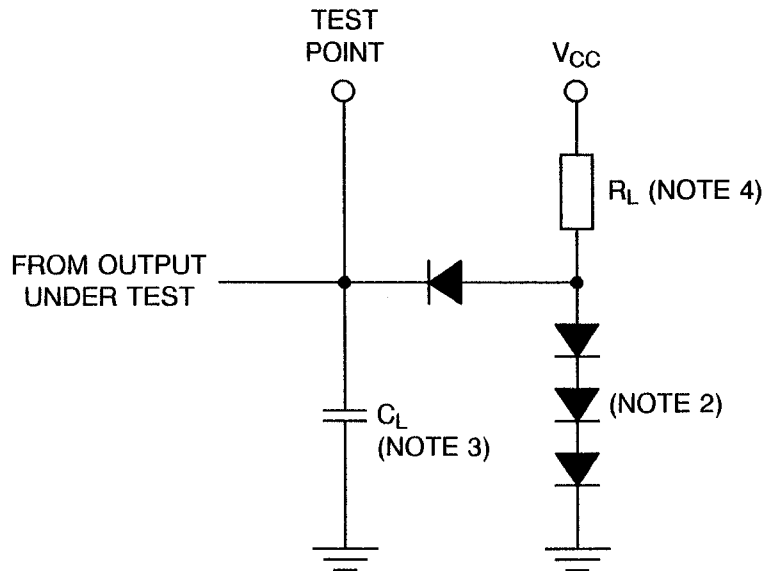 TEST
POINT
VCC
RL (NOTE 4)
FROM OUTPUT
UNDER TEST
(NOTE 2)
CL
(NOTE 3)